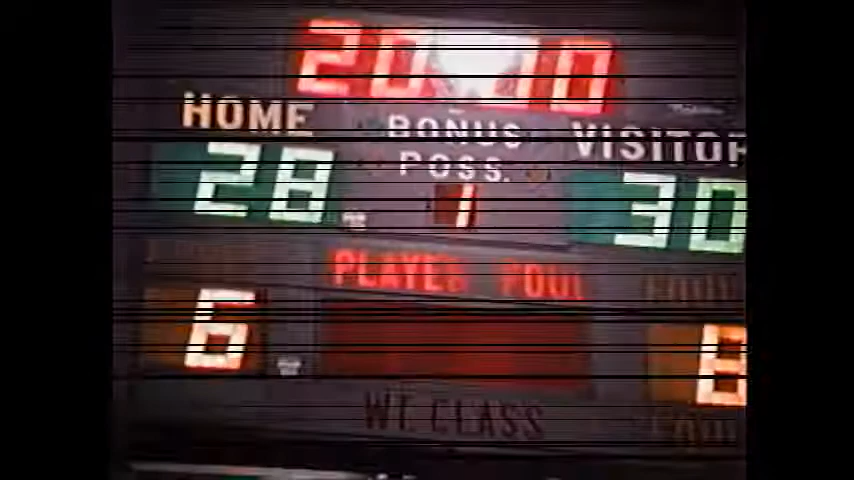 20 10
HOME BONUS VISITOR
POSS.
28 1 30
PLAYER FOUL
6 8
WT. CLASS